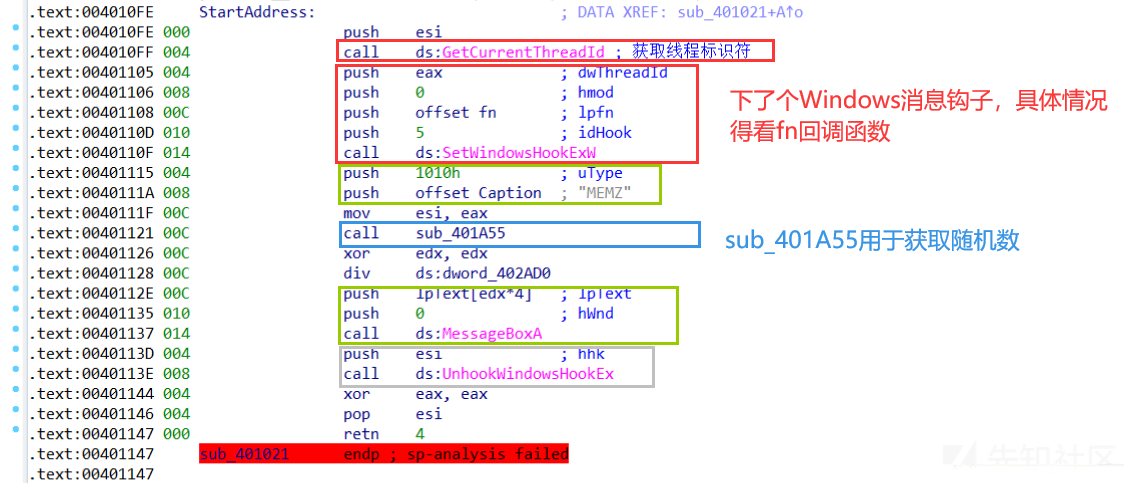 .text:004010FE StartAddress: ; DATA XREF: sub_401021+A↑o
.text:004010FE 000 push esi
.text:004010FF 004 call ds:GetCurrentThreadId ; 获取线程标识符
.text:00401105 004 push eax ; dwThreadId
.text:00401106 008 push 0 ; hmod
.text:00401108 00C push offset fn ; lpfn
.text:0040110D 010 push 5 ; idHook
.text:0040110F 014 call ds:SetWindowsHookExW
下了个Windows消息钩子，具体情况
得看fn回调函数
.text:00401115 004 push 1010h ; uType
.text:0040111A 008 push offset Caption ; "MEMZ"
.text:0040111F 00C mov esi, eax
.text:00401121 00C call sub_401A55
sub_401A55用于获取随机数
.text:00401126 00C xor edx, edx
.text:00401128 00C div ds:dword_402AD0
.text:0040112E 00C push lpText[edx*4] ; lpText
.text:00401135 010 push 0 ; hWnd
.text:00401137 014 call ds:MessageBoxA
.text:0040113D 004 push esi ; hhk
.text:0040113E 008 call ds:UnhookWindowsHookEx
.text:00401144 004 xor eax, eax
.text:00401146 004 pop esi
.text:00401147 000 retn 4
.text:00401147 sub_401021 endp ; sp-analysis failed
.text:00401147
先知社区